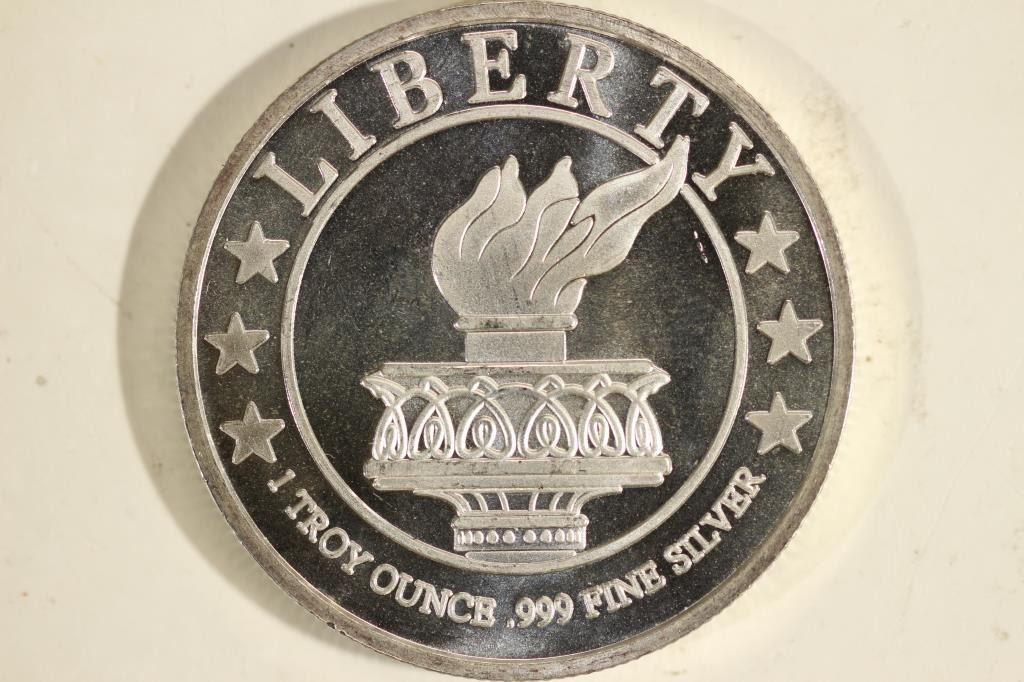 LIBERTY
1 TROY OUNCE .999 FINE SILVER